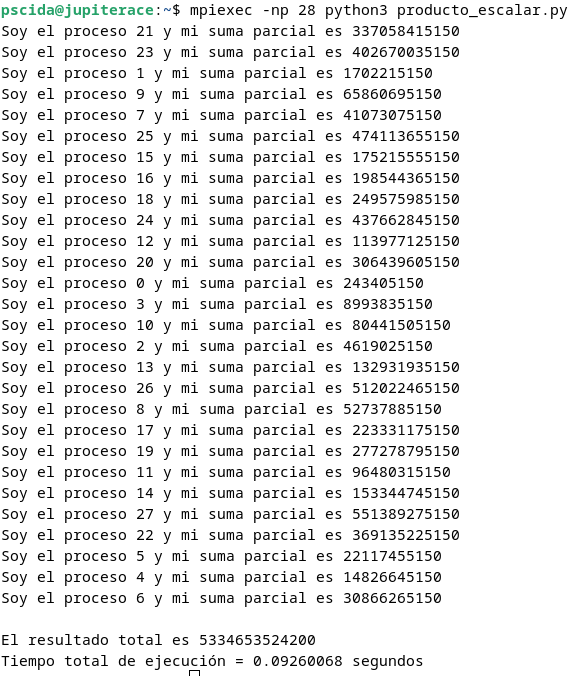 pscida@jupiterace:~$ mpiexec -np 28 python3 producto_escalar.py
Soy el proceso 21 y mi suma parcial es 337058415150
Soy el proceso 23 y mi suma parcial es 402670035150
Soy el proceso 1 y mi suma parcial es 1702215150
Soy el proceso 9 y mi suma parcial es 65860695150
Soy el proceso 7 y mi suma parcial es 41073075150
Soy el proceso 25 y mi suma parcial es 474113655150
Soy el proceso 15 y mi suma parcial es 175215555150
Soy el proceso 16 y mi suma parcial es 198544365150
Soy el proceso 18 y mi suma parcial es 249575985150
Soy el proceso 24 y mi suma parcial es 437662845150
Soy el proceso 12 y mi suma parcial es 113977125150
Soy el proceso 20 y mi suma parcial es 306439605150
Soy el proceso 0 y mi suma parcial es 243405150
Soy el proceso 3 y mi suma parcial es 8993835150
Soy el proceso 10 y mi suma parcial es 80441505150
Soy el proceso 2 y mi suma parcial es 4619025150
Soy el proceso 13 y mi suma parcial es 132931935150
Soy el proceso 26 y mi suma parcial es 512022465150
Soy el proceso 8 y mi suma parcial es 52737885150
Soy el proceso 17 y mi suma parcial es 223331175150
Soy el proceso 19 y mi suma parcial es 277278795150
Soy el proceso 11 y mi suma parcial es 96480315150
Soy el proceso 14 y mi suma parcial es 153344745150
Soy el proceso 27 y mi suma parcial es 551389275150
Soy el proceso 22 y mi suma parcial es 369135225150
Soy el proceso 5 y mi suma parcial es 22117455150
Soy el proceso 4 y mi suma parcial es 14826645150
Soy el proceso 6 y mi suma parcial es 30866265150
El resultado total es 5334653524200
Tiempo total de ejecución = 0.09260068 segundos